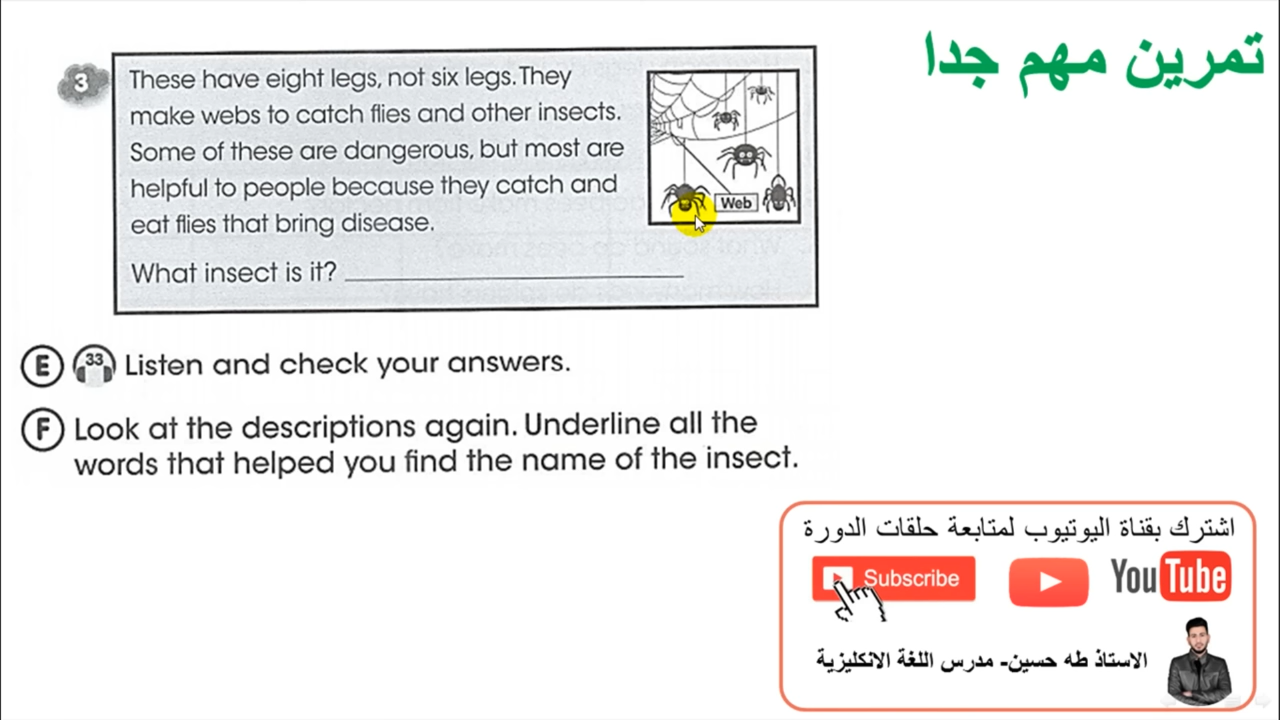 تمرين مهم جدا
3
These have eight legs, not six legs. They
make webs to catch flies and other insects.
Some of these are dangerous, but most are
helpful to people because they catch and
eat flies that bring disease.
Web
What insect is it?
E 33 Listen and check your answers.
F Look at the descriptions again. Underline all the
words that helped you find the name of the insect.
اشترك بقناة اليوتيوب لمتابعة حلقات الدورة
Subscribe
YouTube
الاستاذ طه حسين- مدرس اللغة الانكليزية